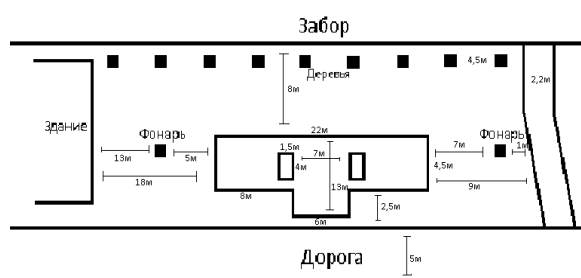 Забор
Деревья
4,5м
2,2м
8м
Здание
Фонарь
22м
Фонарь
13м
5м
1,5м
7м
4м
7м
1м
4,5м
18м
13м
9м
8м
2,5м
6м
Дорога
5м